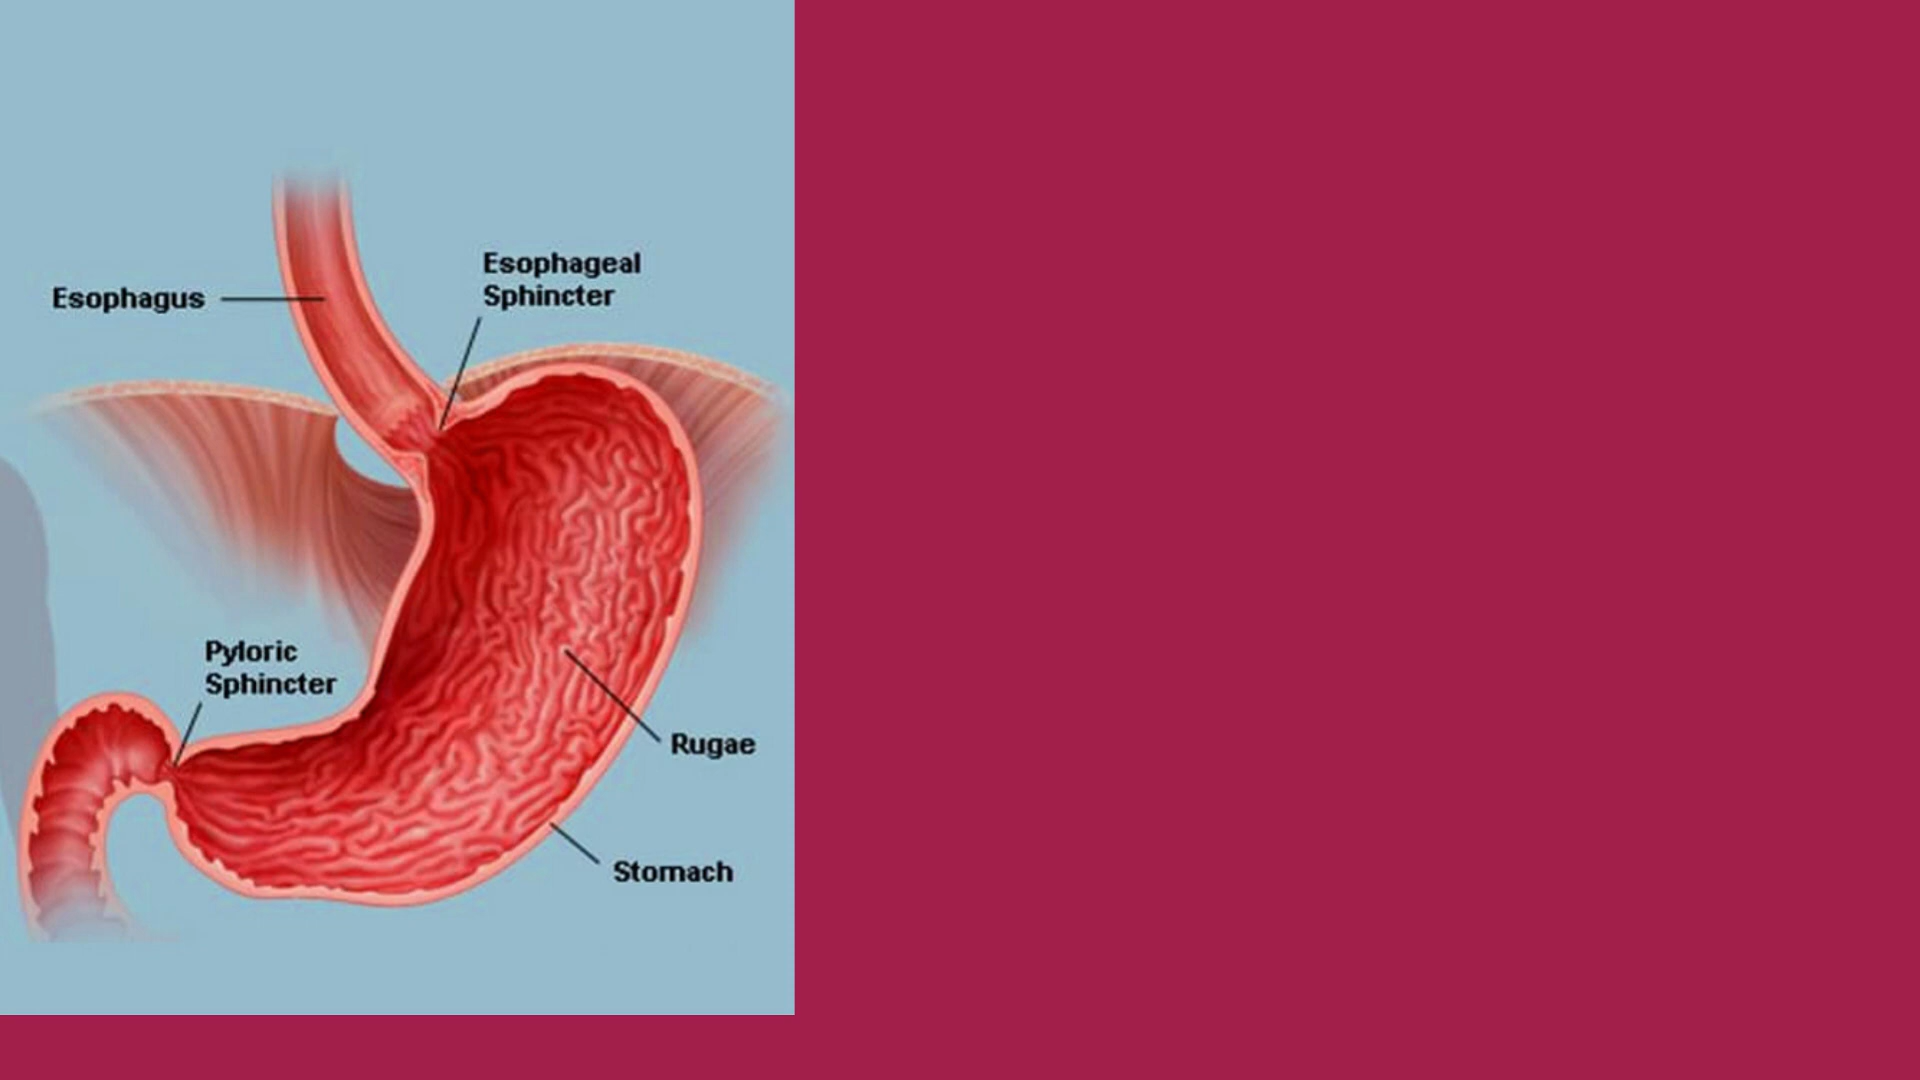 Esophageal
Sphincter
Esophagus
Pyloric
Sphincter
Rugae
Stomach